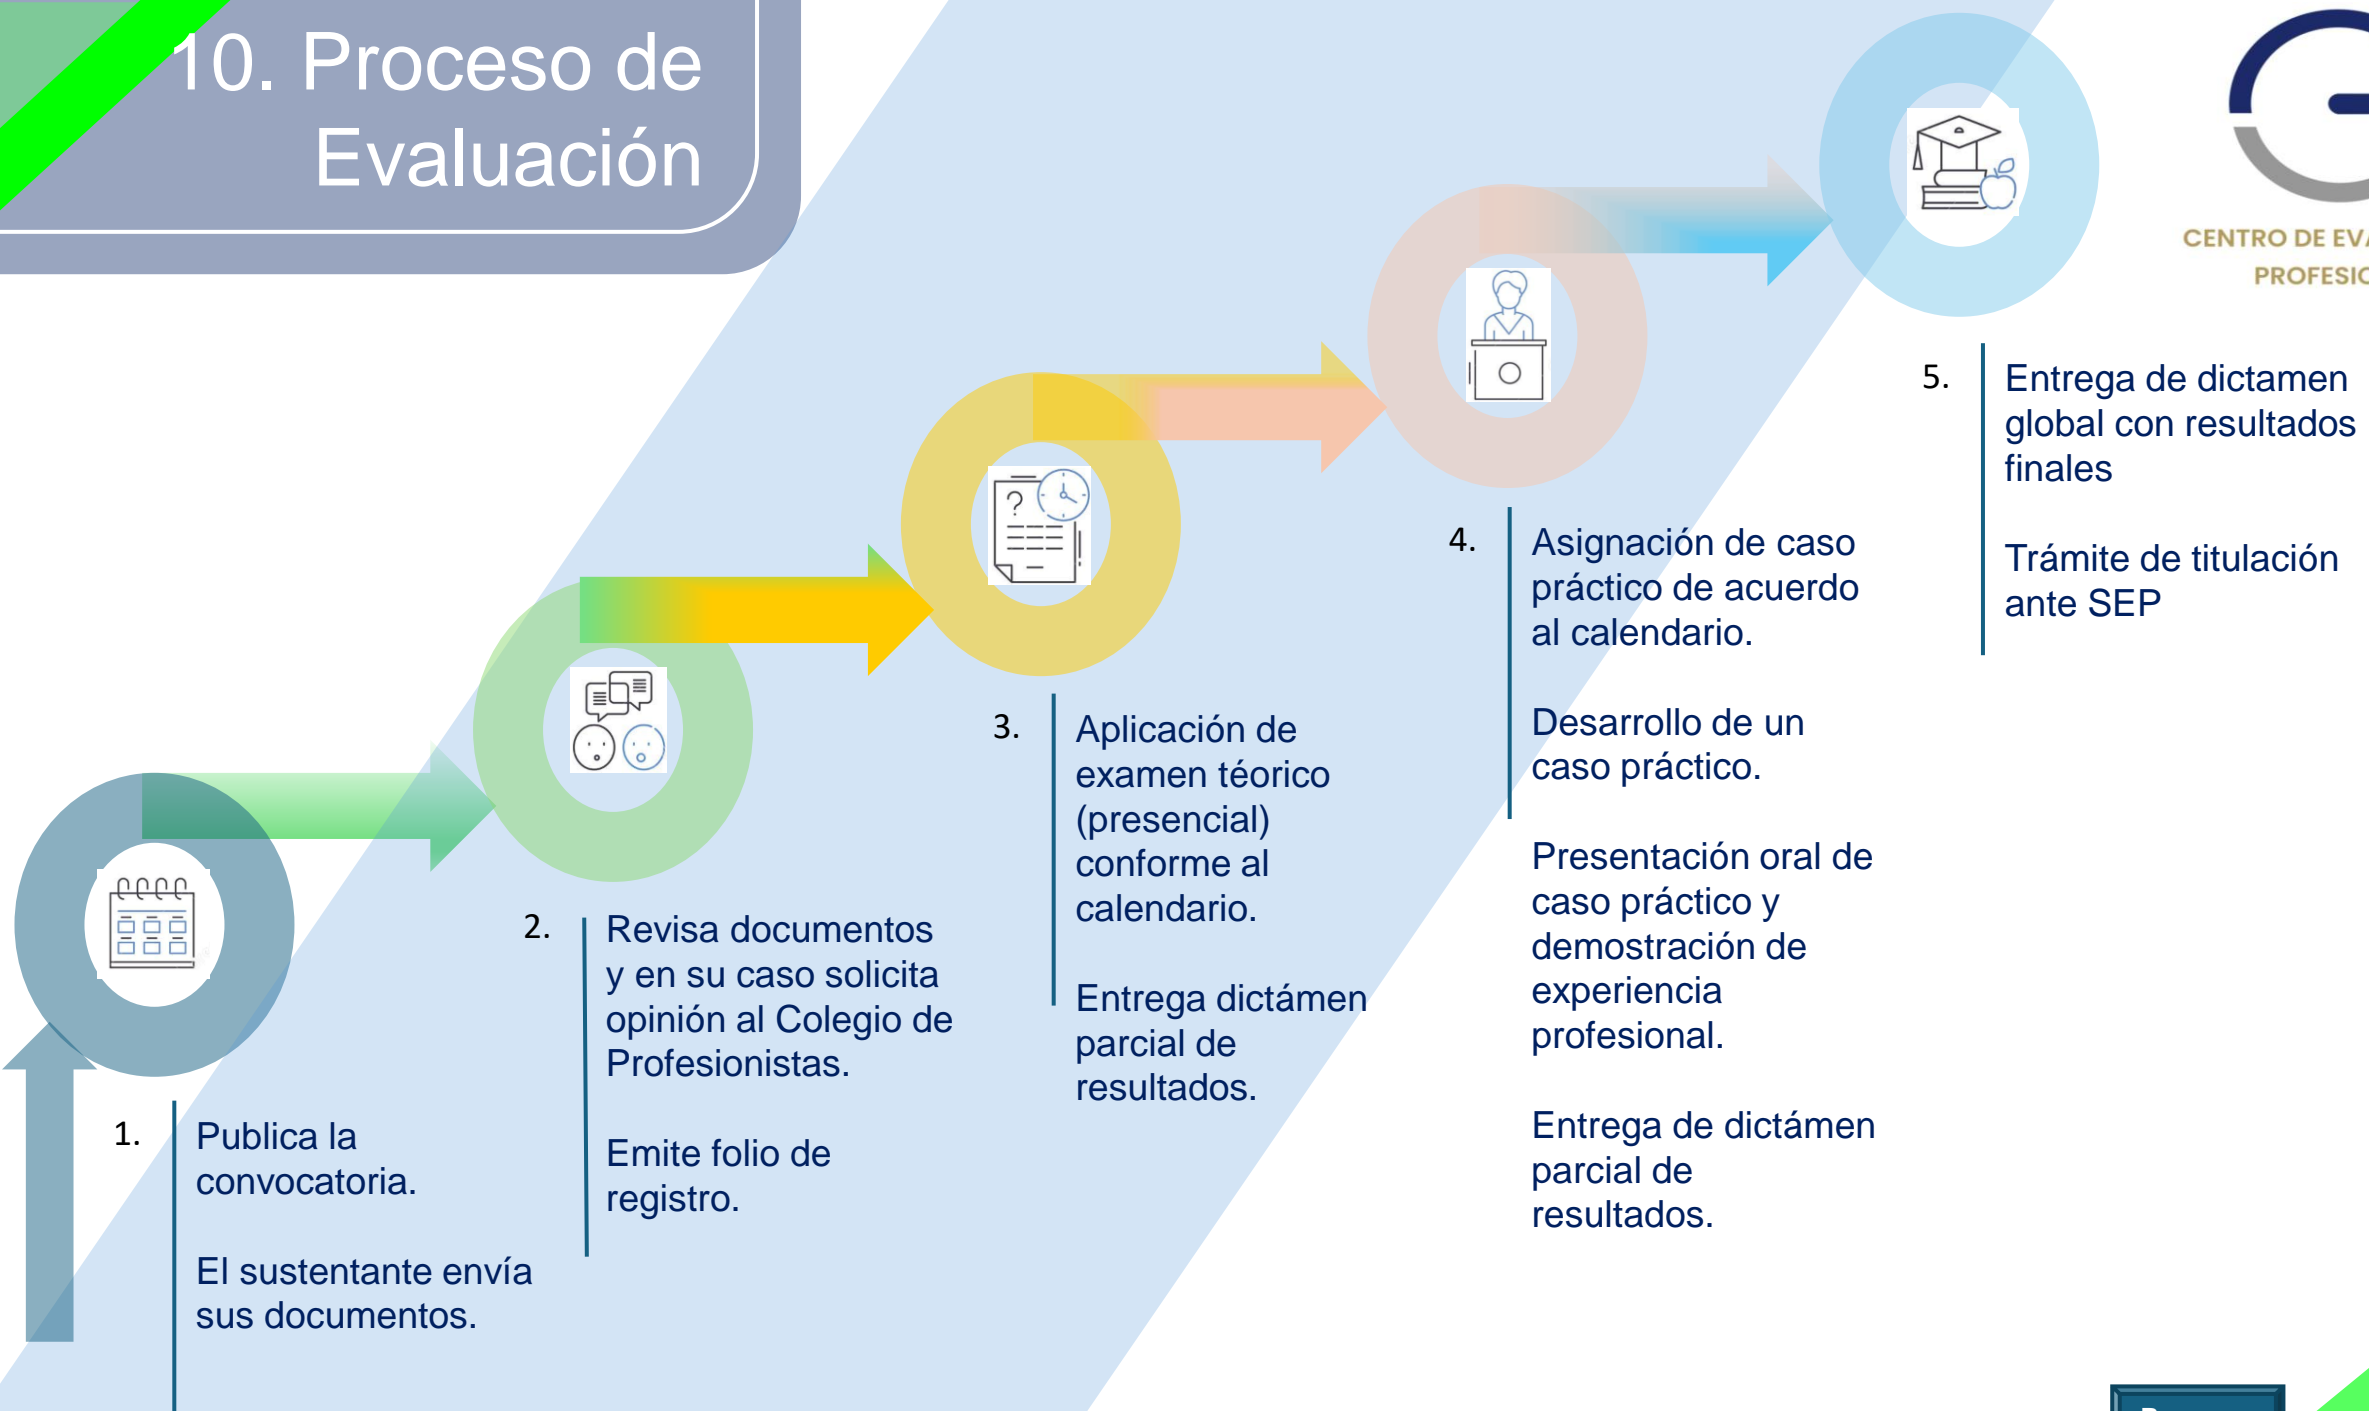 10. Proceso de
Evaluación
CENTRO DE
1.
Publica la
convocatoria.
El sustentante envía
sus documentos.
2.
Revisa documentos
y en su caso solicita
opinión al Colegio de
Profesionistas.
Emite folio de
registro.
3.
Aplicación de
examen téorico
(presencial)
conforme al
calendario.
Entrega dictámen
parcial de
resultados.
4.
Asignación de caso
práctico de acuerdo
al calendario.
Desarrollo de un
caso práctico.
Presentación oral de
caso práctico y
demostración de
experiencia
profesional.
Entrega de dictámen
parcial de
resultados.
5.
Entrega de dictamen
global con resultados
finales
Trámite de titulación
ante SEP